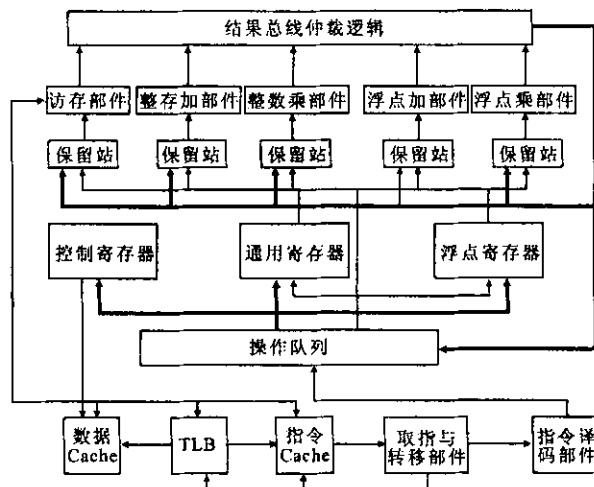 结果总线仲裁逻辑
访存部件 整存加部件 整数乘部件 浮点加部件 浮点乘部件
保留站 保留站 保留站 保留站 保留站
控制寄存器 通用寄存器 浮点寄存器
操作队列
数据 TLB 指令 取指与 指令译
Cache Cache 转移部件 码部件